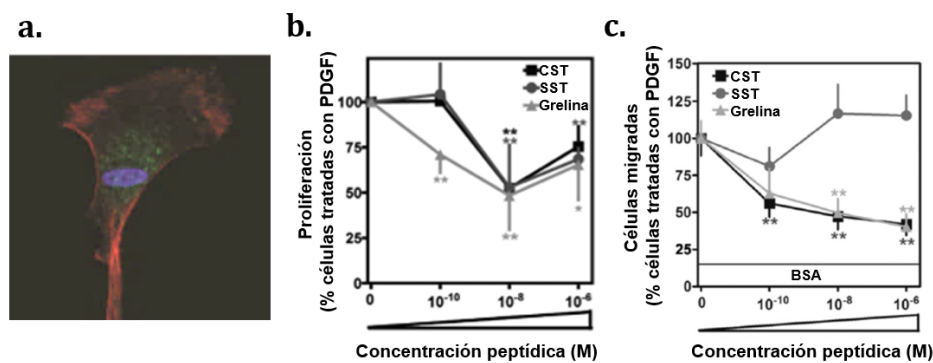 a.
b.
Proliferación
(% células tratadas con PDGF)
100
75
50
25
0
CST
SST
Grelina
**
**
**
**
**
*
0
10⁻¹⁰
10⁻⁸
10⁻⁶
Concentración peptídica (M)
c.
Células migradas
(% células tratadas con PDGF)
150
125
100
75
50
25
0
CST
SST
Grelina
**
**
**
**
**
BSA
0
10⁻¹⁰
10⁻⁸
10⁻⁶
Concentración peptídica (M)